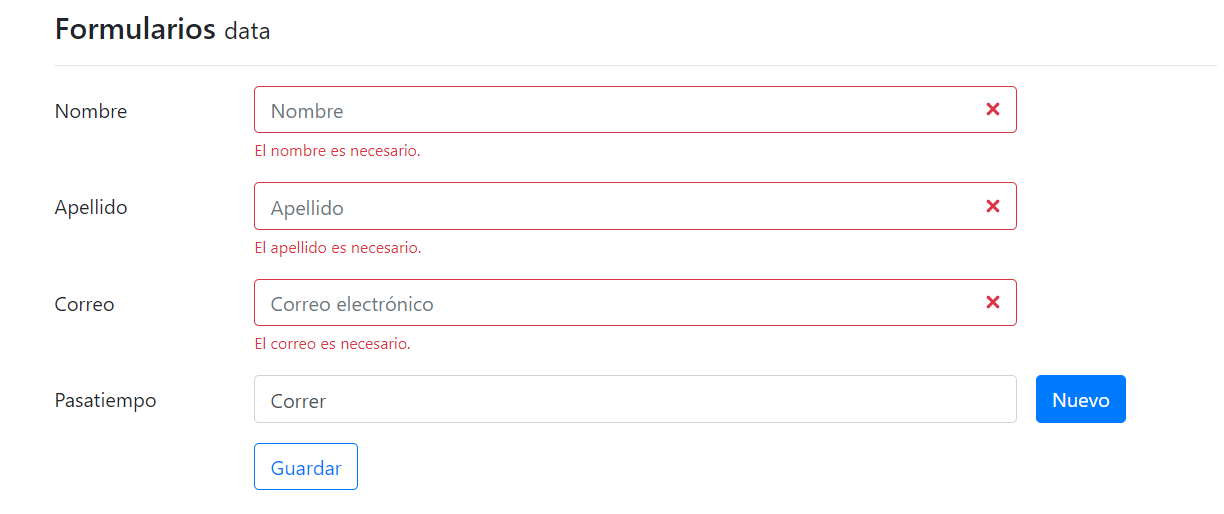 Formularios data
Nombre Nombre
El nombre es necesario.
Apellido Apellido
El apellido es necesario.
Correo Correo electrónico
El correo es necesario.
Pasatiempo Correr Nuevo
Guardar